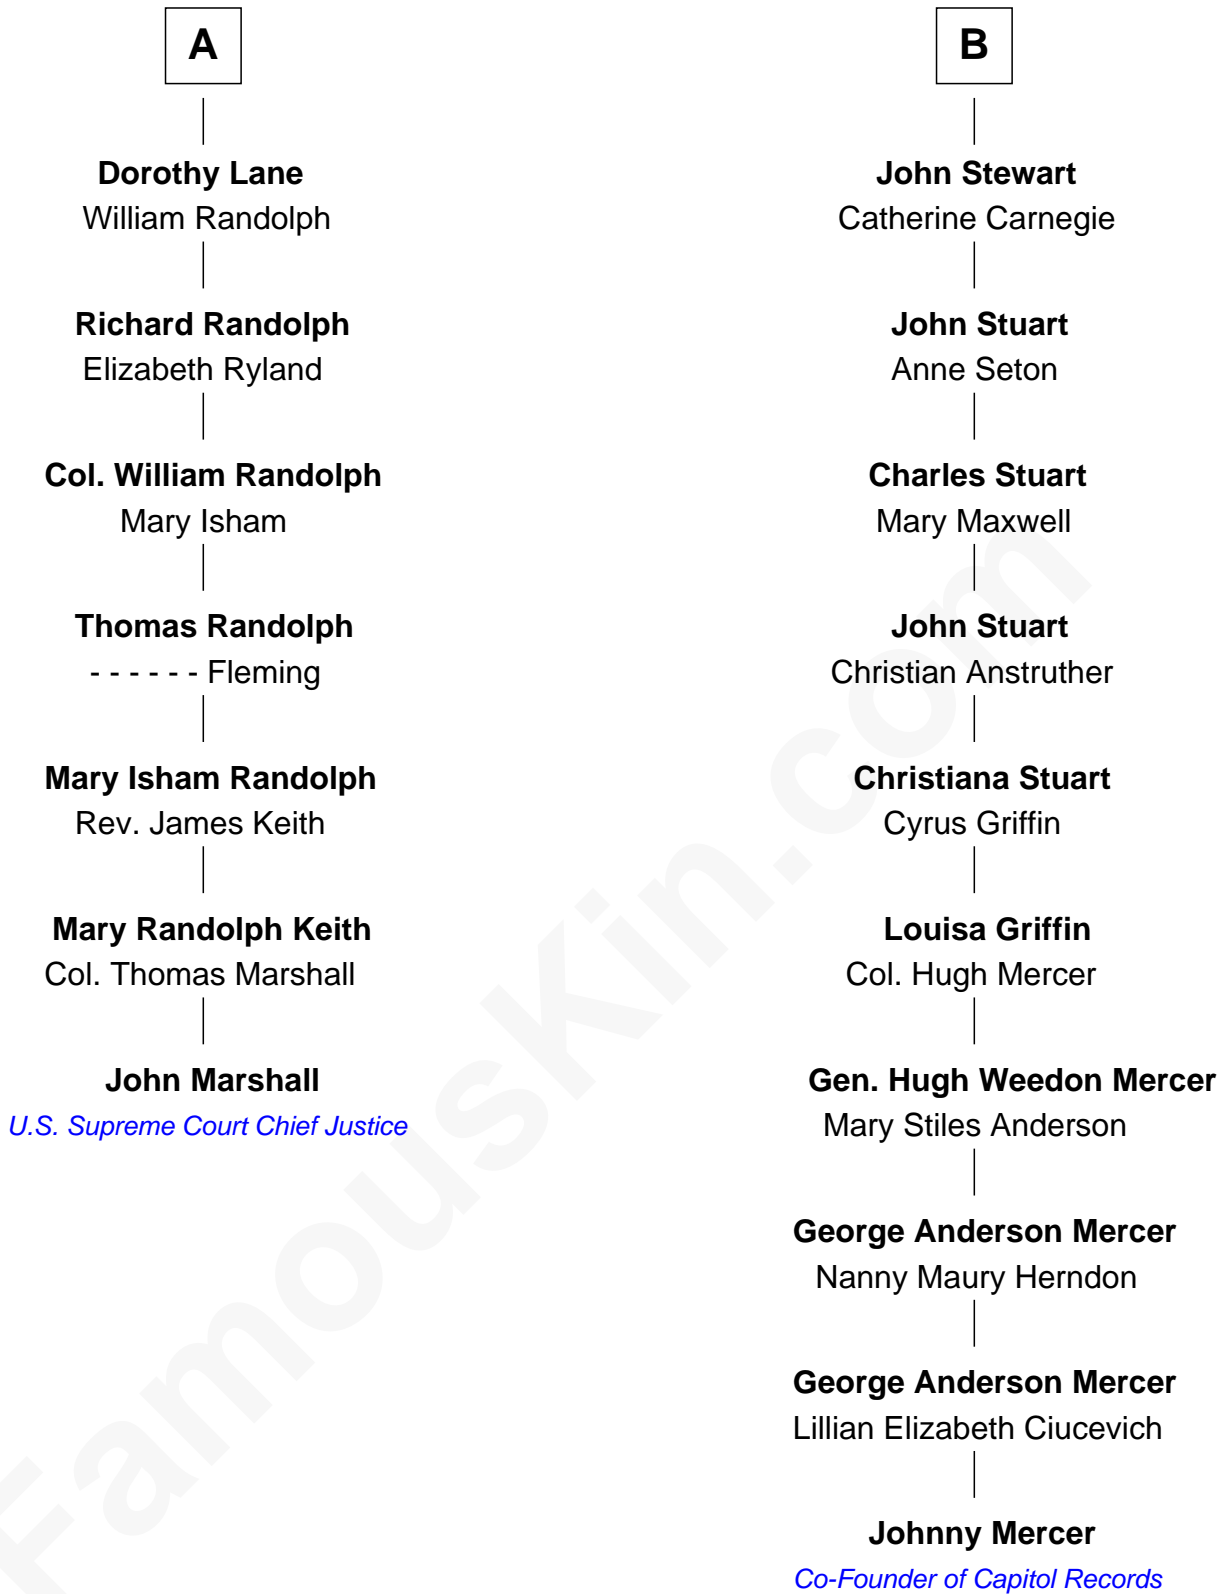 A
Dorothy Lane
William Randolph
Richard Randolph
Elizabeth Ryland
Col. William Randolph
Mary Isham
Thomas Randolph
- - - - - - Fleming
Mary Isham Randolph
Rev. James Keith
Mary Randolph Keith
Col. Thomas Marshall
John Marshall
U.S. Supreme Court Chief Justice
B
John Stewart
Catherine Carnegie
John Stuart
Anne Seton
Charles Stuart
Mary Maxwell
John Stuart
Christian Anstruther
Christiana Stuart
Cyrus Griffin
Louisa Griffin
Col. Hugh Mercer
Gen. Hugh Weedon Mercer
Mary Stiles Anderson
George Anderson Mercer
Nanny Maury Herndon
George Anderson Mercer
Lillian Elizabeth Ciucevich
Johnny Mercer
Co-Founder of Capitol Records
FamousKin.com